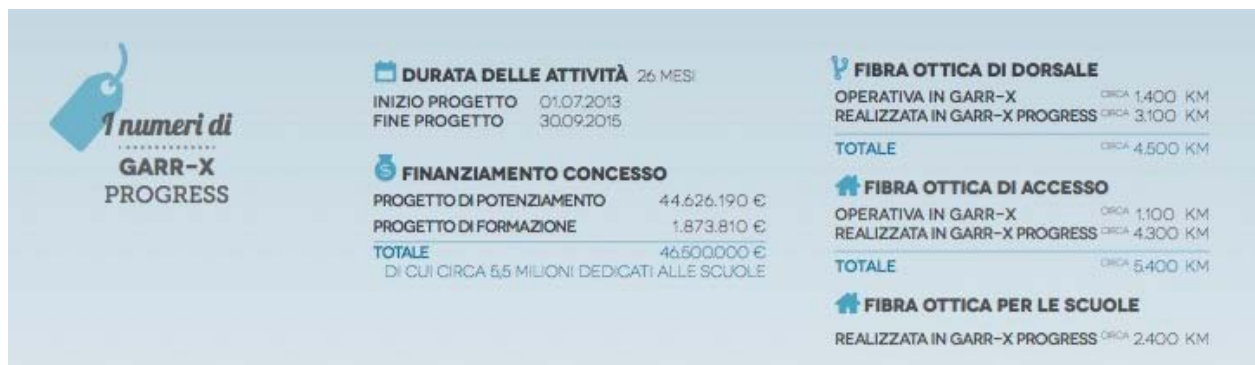 I numeri di
GARR-X
PROGRESS
DURATA DELLE ATTIVITÀ 26 MESI
INIZIO PROGETTO 01.07.2013
FINE PROGETTO 30.09.2015
FINANZIAMENTO CONCESSO
PROGETTO DI POTENZIAMENTO 44.626.190 €
PROGETTO DI FORMAZIONE 1.873.810 €
TOTALE 46.500.000 €
DI CUI CIRCA 5,5 MILIONI DEDICATI ALLE SCUOLE
FIBRA OTTICA DI DORSALE
OPERATIVA IN GARR-X CIRCA 1.400 KM
REALIZZATA IN GARR-X PROGRESS CIRCA 3.100 KM
TOTALE CIRCA 4.500 KM
FIBRA OTTICA DI ACCESSO
OPERATIVA IN GARR-X CIRCA 1.100 KM
REALIZZATA IN GARR-X PROGRESS CIRCA 4.300 KM
TOTALE CIRCA 5.400 KM
FIBRA OTTICA PER LE SCUOLE
REALIZZATA IN GARR-X PROGRESS CIRCA 2.400 KM